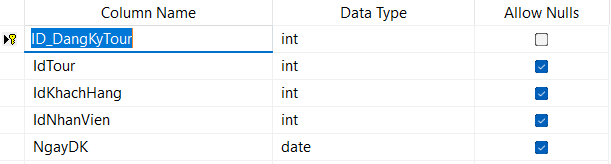 Column Name Data Type Allow Nulls
ID_DangKyTour int
IdTour int
IdKhachHang int
IdNhanVien int
NgayDK date